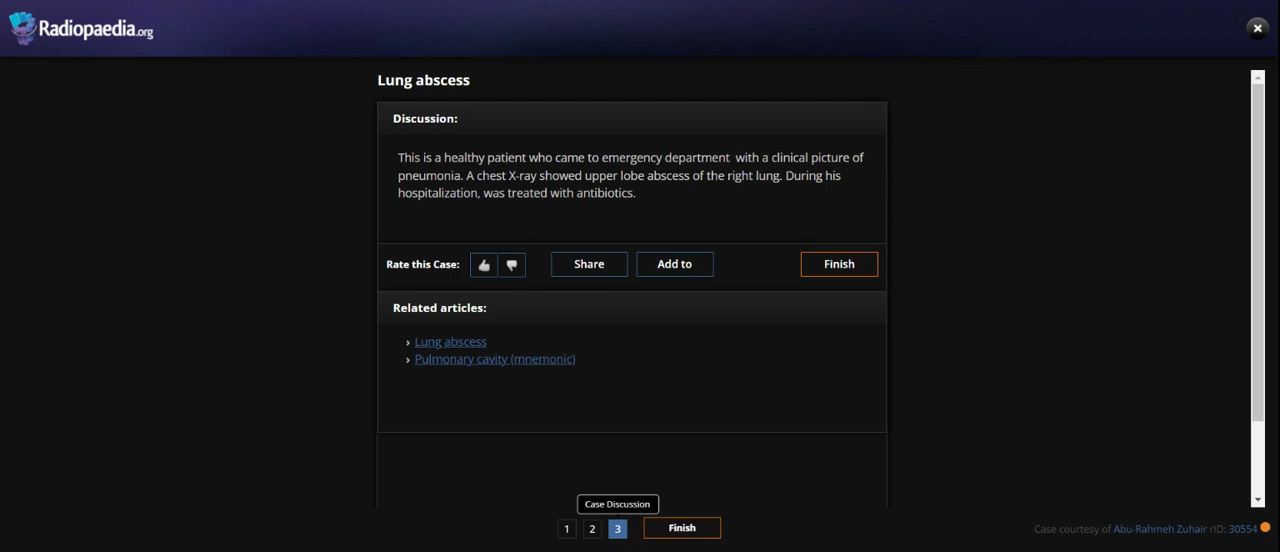 Radiopaedia.org
Lung abscess
Discussion:
This is a healthy patient who came to emergency department with a clinical picture of
pneumonia. A chest X-ray showed upper lobe abscess of the right lung. During his
hospitalization, was treated with antibiotics.
Rate this Case:
Share
Add to
Finish
Related articles:
› Lung abscess
› Pulmonary cavity (mnemonic)
Case Discussion
1 2 3 Finish
Case courtesy of Abu-Rahmeh Zuhair rID: 30554